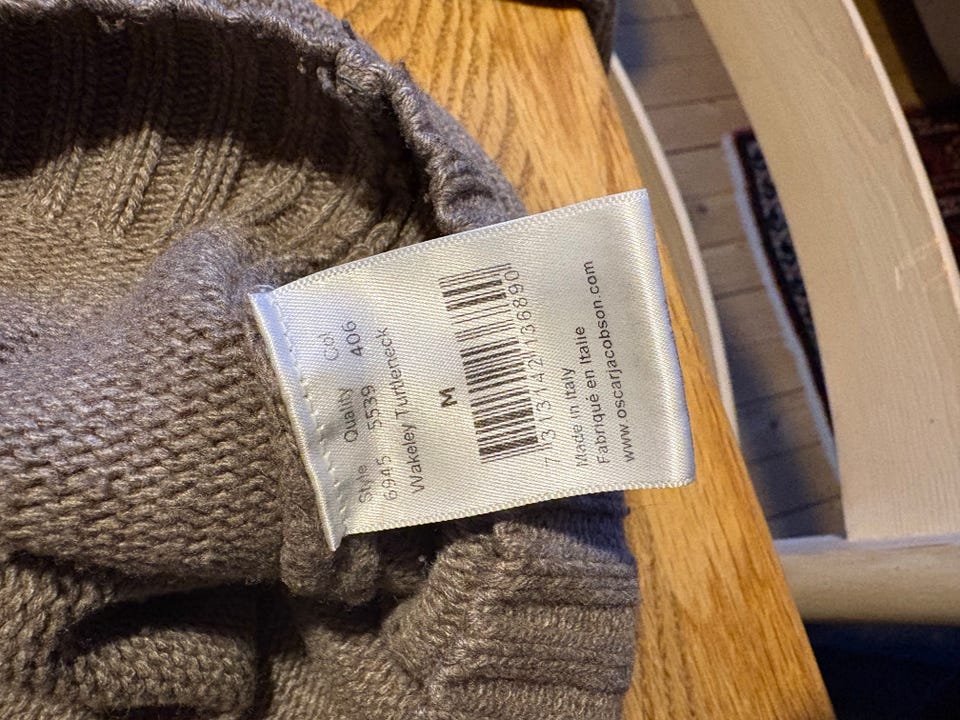 Style Quality Col
6945 5539 406
Wakeley Turtleneck
M
7 313142 136890
Made in Italy
Fabriqué en Italie
www.oscarjacobson.com